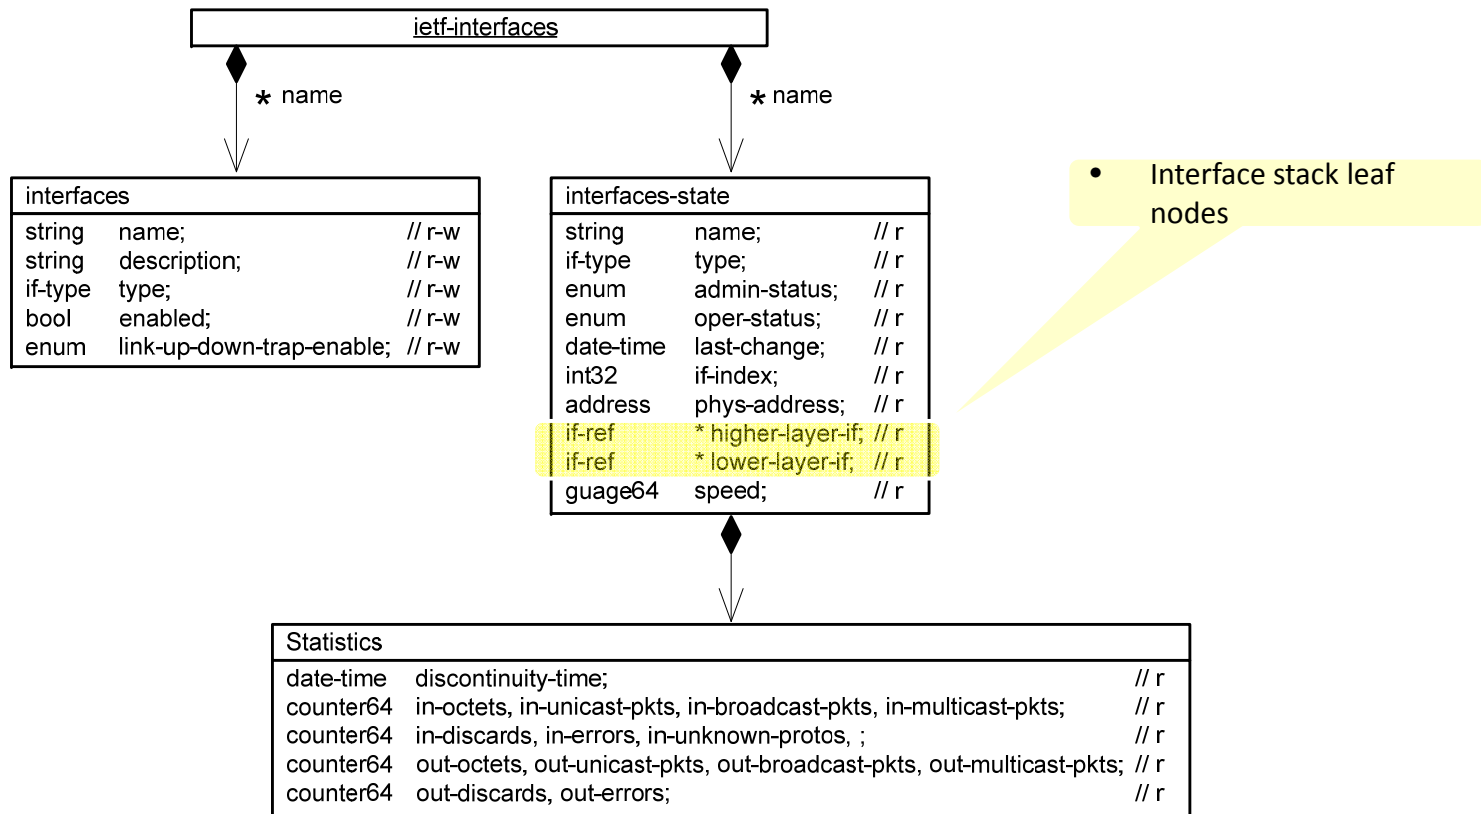 ietf-interfaces
* name
* name
interfaces
string name; // r-w
string description; // r-w
if-type type; // r-w
bool enabled; // r-w
enum link-up-down-trap-enable; // r-w
interfaces-state
string name; // r
if-type type; // r
enum admin-status; // r
enum oper-status; // r
date-time last-change; // r
int32 if-index; // r
address phys-address; // r
if-ref * higher-layer-if; // r
if-ref * lower-layer-if; // r
guage64 speed; // r
• Interface stack leaf
nodes
Statistics
date-time discontinuity-time; // r
counter64 in-octets, in-unicast-pkts, in-broadcast-pkts, in-multicast-pkts; // r
counter64 in-discards, in-errors, in-unknown-protos, ; // r
counter64 out-octets, out-unicast-pkts, out-broadcast-pkts, out-multicast-pkts; // r
counter64 out-discards, out-errors; // r